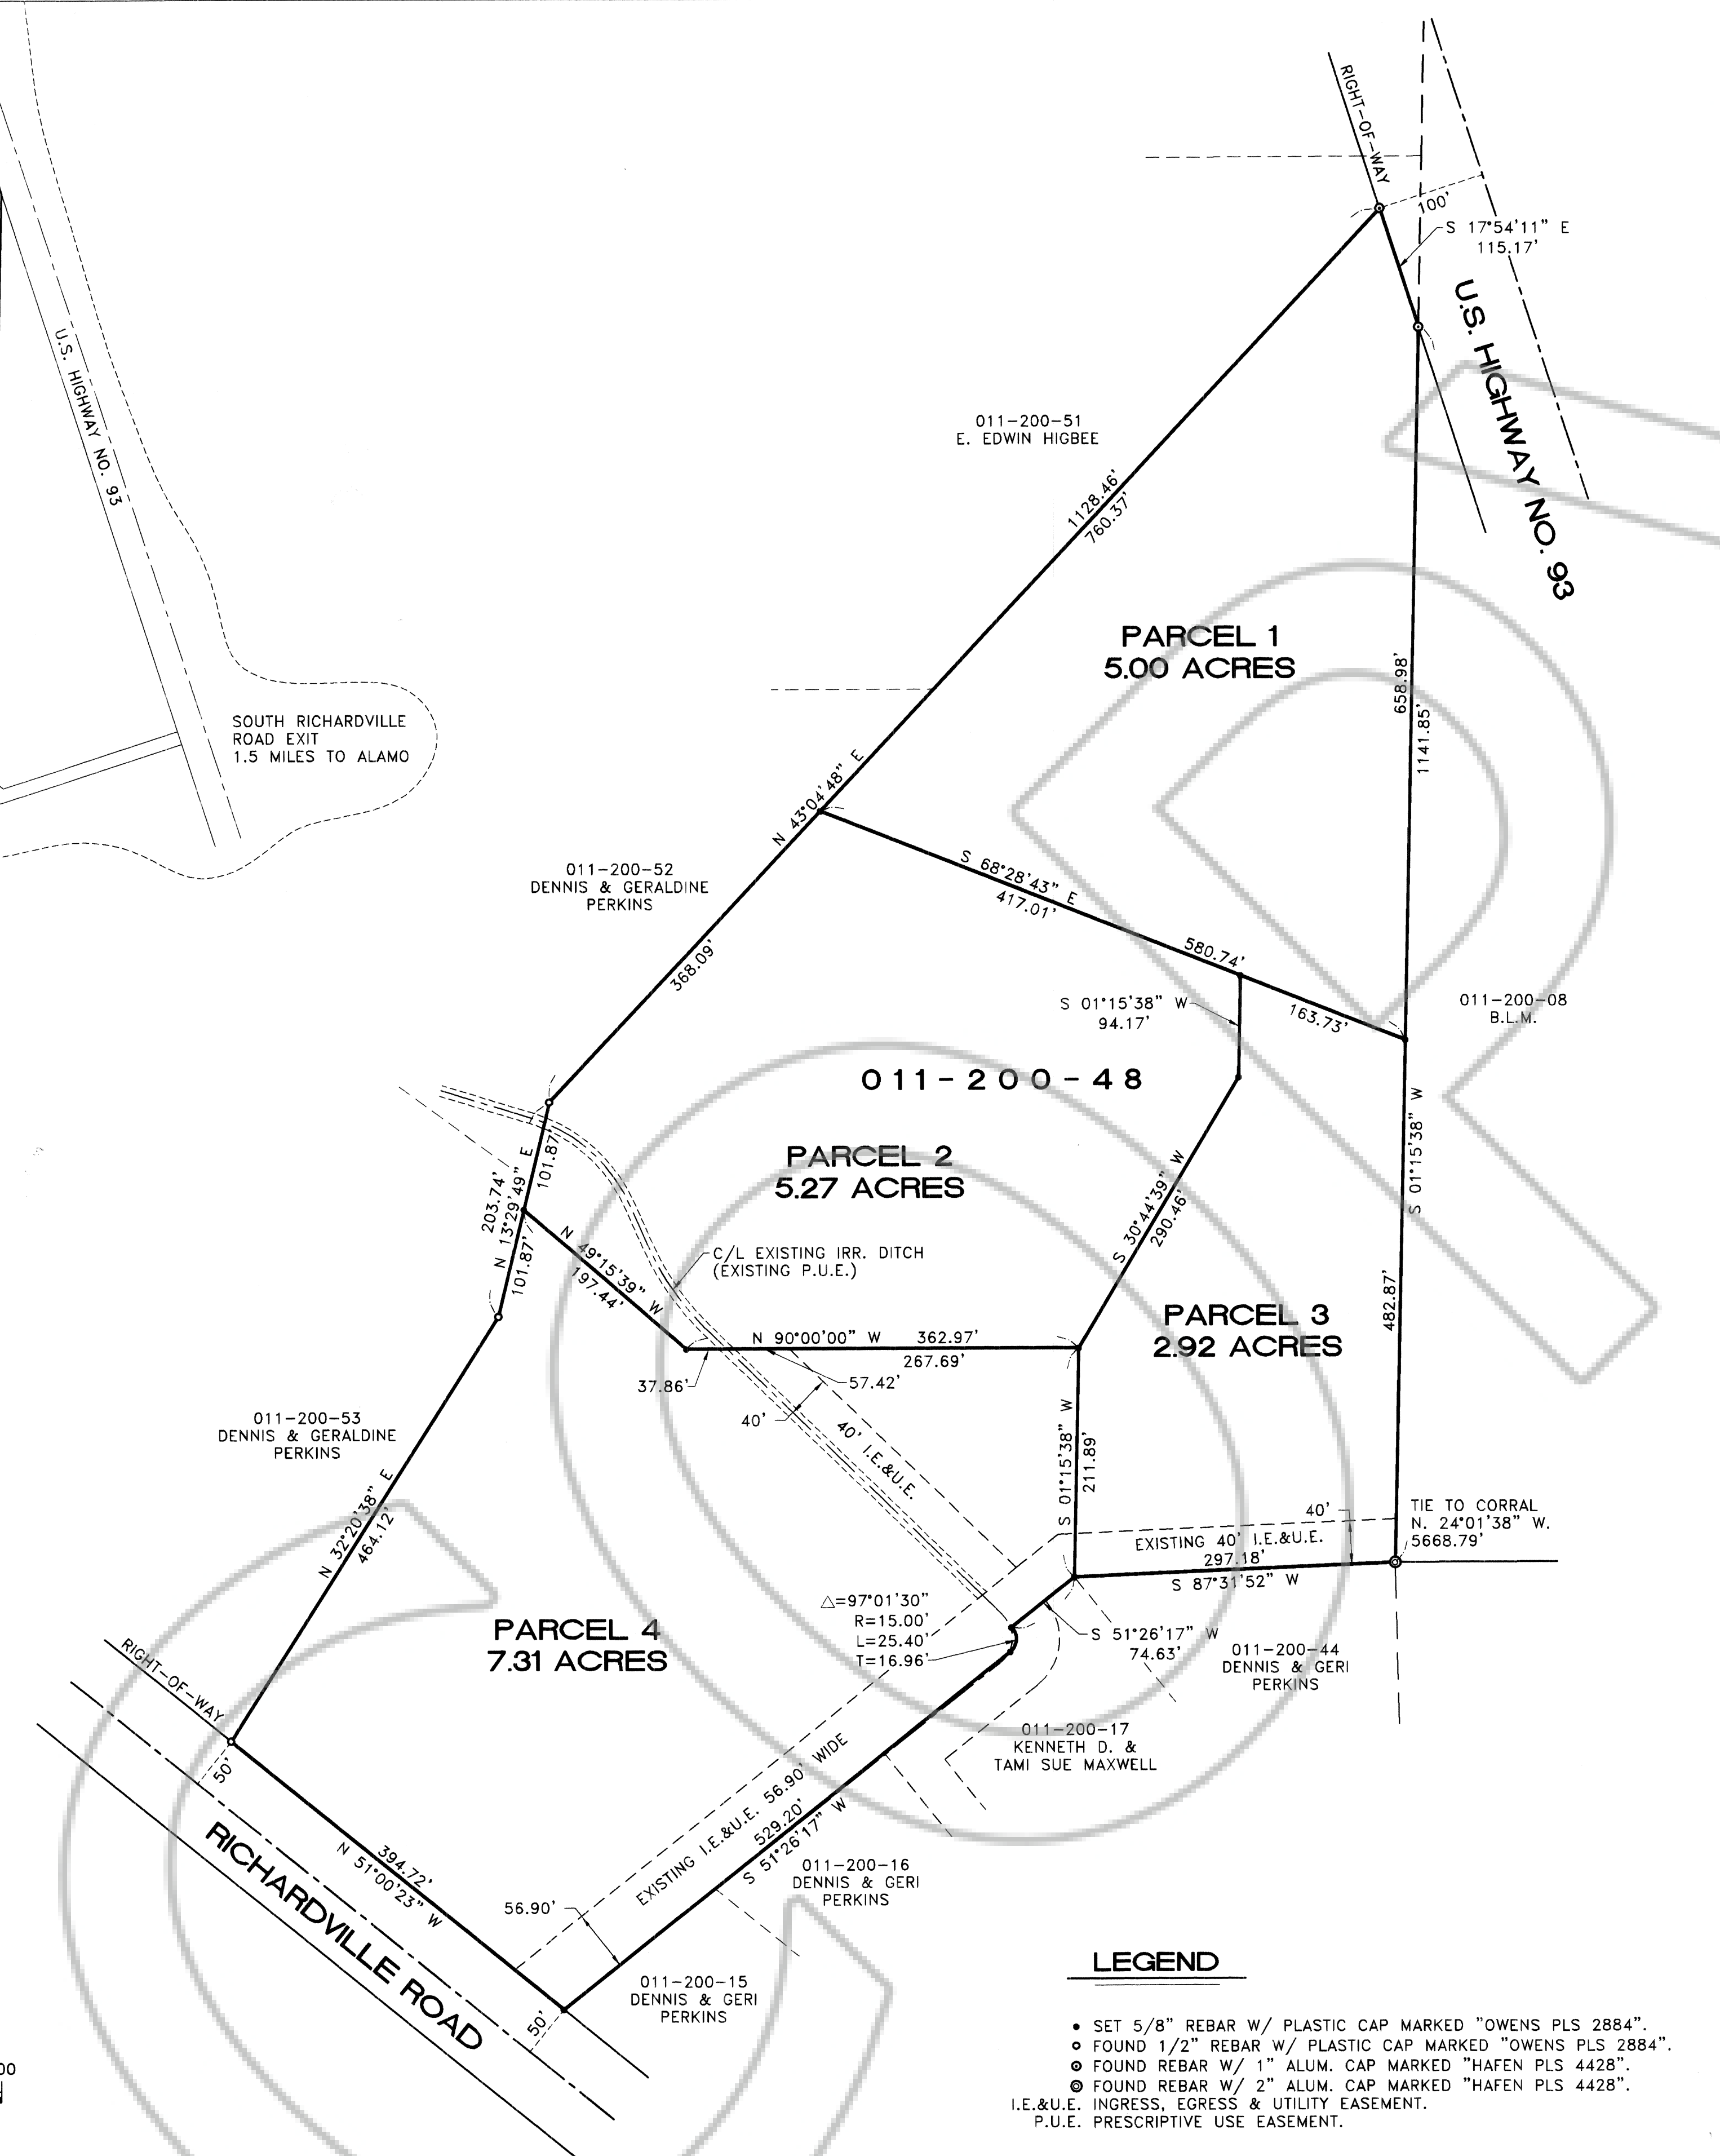 RIGHT-OF-WAY
100'
S 17°54'11" E
115.17'
U.S. HIGHWAY NO. 93
U.S. HIGHWAY NO. 93
011-200-51
E. EDWIN HIGBEE
1128.46'
760.37'
PARCEL 1
5.00 ACRES
658.98'
1141.85'
SOUTH RICHARDVILLE
ROAD EXIT
1.5 MILES TO ALAMO
N 43°04'48" E
011-200-52
DENNIS & GERALDINE
PERKINS
S 68°28'43" E
417.01'
368.09'
580.74'
S 01°15'38" W
94.17'
163.73'
011-200-08
B.L.M.
011-200-48
S 01°15'38" W
101.87'
203.74'
N 13°29'49" E
101.87'
PARCEL 2
5.27 ACRES
S 30°44'39" W
290.46'
N 49°15'39" W
197.44'
C/L EXISTING IRR. DITCH
(EXISTING P.U.E.)
482.87'
PARCEL 3
2.92 ACRES
N 90°00'00" W 362.97'
267.69'
37.86'
57.42'
40'
40' I.E.&U.E.
011-200-53
DENNIS & GERALDINE
PERKINS
S 01°15'38" W
211.89'
N 32°20'38" E
464.12'
40'
TIE TO CORRAL
N. 24°01'38" W.
5668.79'
EXISTING 40' I.E.&U.E.
297.18'
S 87°31'52" W
△=97°01'30"
R=15.00'
L=25.40'
T=16.96'
S 51°26'17" W
74.63'
011-200-44
DENNIS & GERI
PERKINS
PARCEL 4
7.31 ACRES
RIGHT-OF-WAY
011-200-17
KENNETH D. &
TAMI SUE MAXWELL
50'
EXISTING I.E.&U.E. 56.90' WIDE
529.20'
S 51°26'17" W
394.72'
N 51°00'23" W
RICHARDVILLE ROAD
56.90'
011-200-16
DENNIS & GERI
PERKINS
011-200-15
DENNIS & GERI
PERKINS
50'
LEGEND
SET 5/8" REBAR W/ PLASTIC CAP MARKED "OWENS PLS 2884".
FOUND 1/2" REBAR W/ PLASTIC CAP MARKED "OWENS PLS 2884".
FOUND REBAR W/ 1" ALUM. CAP MARKED "HAFEN PLS 4428".
FOUND REBAR W/ 2" ALUM. CAP MARKED "HAFEN PLS 4428".
I.E.&U.E. INGRESS, EGRESS & UTILITY EASEMENT.
P.U.E. PRESCRIPTIVE USE EASEMENT.